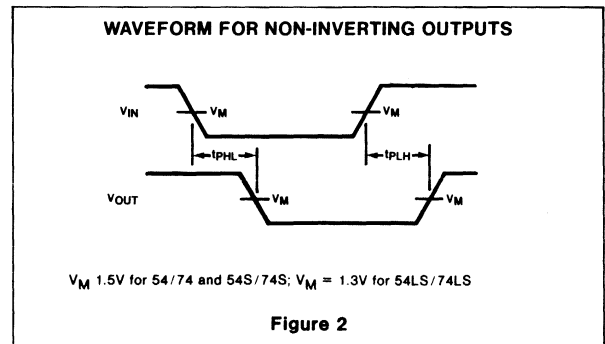 WAVEFORM FOR NON-INVERTING OUTPUTS
VIN
VM
VM
tPHL
tPLH
VOUT
VM
VM
VM 1.5V for 54/74 and 54S/74S; VM = 1.3V for 54LS/74LS
Figure 2